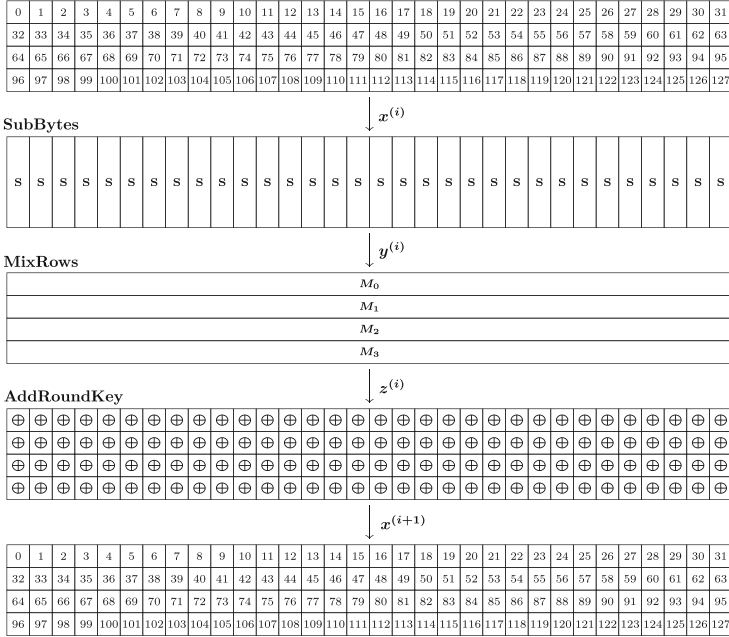 0 1 2 3 4 5 6 7 8 9 10 11 12 13 14 15 16 17 18 19 20 21 22 23 24 25 26 27 28 29 30 31
32 33 34 35 36 37 38 39 40 41 42 43 44 45 46 47 48 49 50 51 52 53 54 55 56 57 58 59 60 61 62 63
64 65 66 67 68 69 70 71 72 73 74 75 76 77 78 79 80 81 82 83 84 85 86 87 88 89 90 91 92 93 94 95
96 97 98 99 100 101 102 103 104 105 106 107 108 109 110 111 112 113 114 115 116 117 118 119 120 121 122 123 124 125 126 127
x^(i)
SubBytes
S S S S S S S S S S S S S S S S S S S S S S S S S S S S S S S S
y^(i)
MixRows
M_0
M_1
M_2
M_3
z^(i)
AddRoundKey
⊕ ⊕ ⊕ ⊕ ⊕ ⊕ ⊕ ⊕ ⊕ ⊕ ⊕ ⊕ ⊕ ⊕ ⊕ ⊕ ⊕ ⊕ ⊕ ⊕ ⊕ ⊕ ⊕ ⊕ ⊕ ⊕ ⊕ ⊕ ⊕ ⊕ ⊕ ⊕
⊕ ⊕ ⊕ ⊕ ⊕ ⊕ ⊕ ⊕ ⊕ ⊕ ⊕ ⊕ ⊕ ⊕ ⊕ ⊕ ⊕ ⊕ ⊕ ⊕ ⊕ ⊕ ⊕ ⊕ ⊕ ⊕ ⊕ ⊕ ⊕ ⊕ ⊕ ⊕
⊕ ⊕ ⊕ ⊕ ⊕ ⊕ ⊕ ⊕ ⊕ ⊕ ⊕ ⊕ ⊕ ⊕ ⊕ ⊕ ⊕ ⊕ ⊕ ⊕ ⊕ ⊕ ⊕ ⊕ ⊕ ⊕ ⊕ ⊕ ⊕ ⊕ ⊕ ⊕
⊕ ⊕ ⊕ ⊕ ⊕ ⊕ ⊕ ⊕ ⊕ ⊕ ⊕ ⊕ ⊕ ⊕ ⊕ ⊕ ⊕ ⊕ ⊕ ⊕ ⊕ ⊕ ⊕ ⊕ ⊕ ⊕ ⊕ ⊕ ⊕ ⊕ ⊕ ⊕
x^(i+1)
0 1 2 3 4 5 6 7 8 9 10 11 12 13 14 15 16 17 18 19 20 21 22 23 24 25 26 27 28 29 30 31
32 33 34 35 36 37 38 39 40 41 42 43 44 45 46 47 48 49 50 51 52 53 54 55 56 57 58 59 60 61 62 63
64 65 66 67 68 69 70 71 72 73 74 75 76 77 78 79 80 81 82 83 84 85 86 87 88 89 90 91 92 93 94 95
96 97 98 99 100 101 102 103 104 105 106 107 108 109 110 111 112 113 114 115 116 117 118 119 120 121 122 123 124 125 126 127